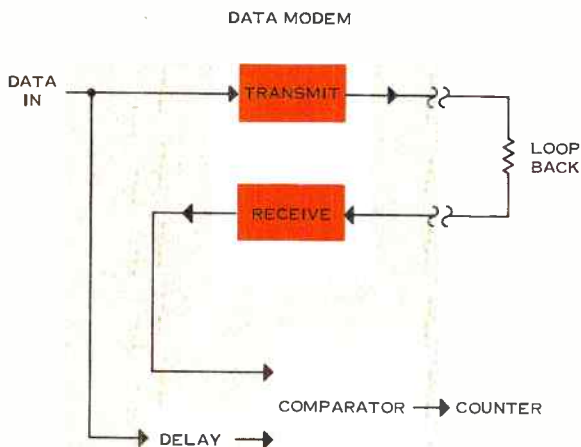 DATA MODEM
DATA
IN
TRANSMIT
LOOP
BACK
RECEIVE
COMPARATOR
COUNTER
DELAY